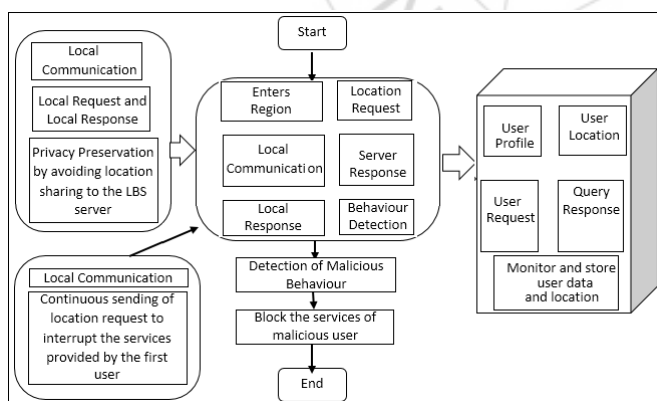 Start
Local
Communication
Local Request and
Local Response
Privacy Preservation
by avoiding location
sharing to the LBS
server
Enters
Region
Location
Request
Local
Communication
Server
Response
Local
Response
Behaviour
Detection
User
Profile
User
Location
User
Request
Query
Response
Monitor and store
user data
and location
Local Communication
Continuous sending of
location request to
interrupt the services
provided by the first
user
Detection of Malicious
Behaviour
Block the services of
malicious user
End